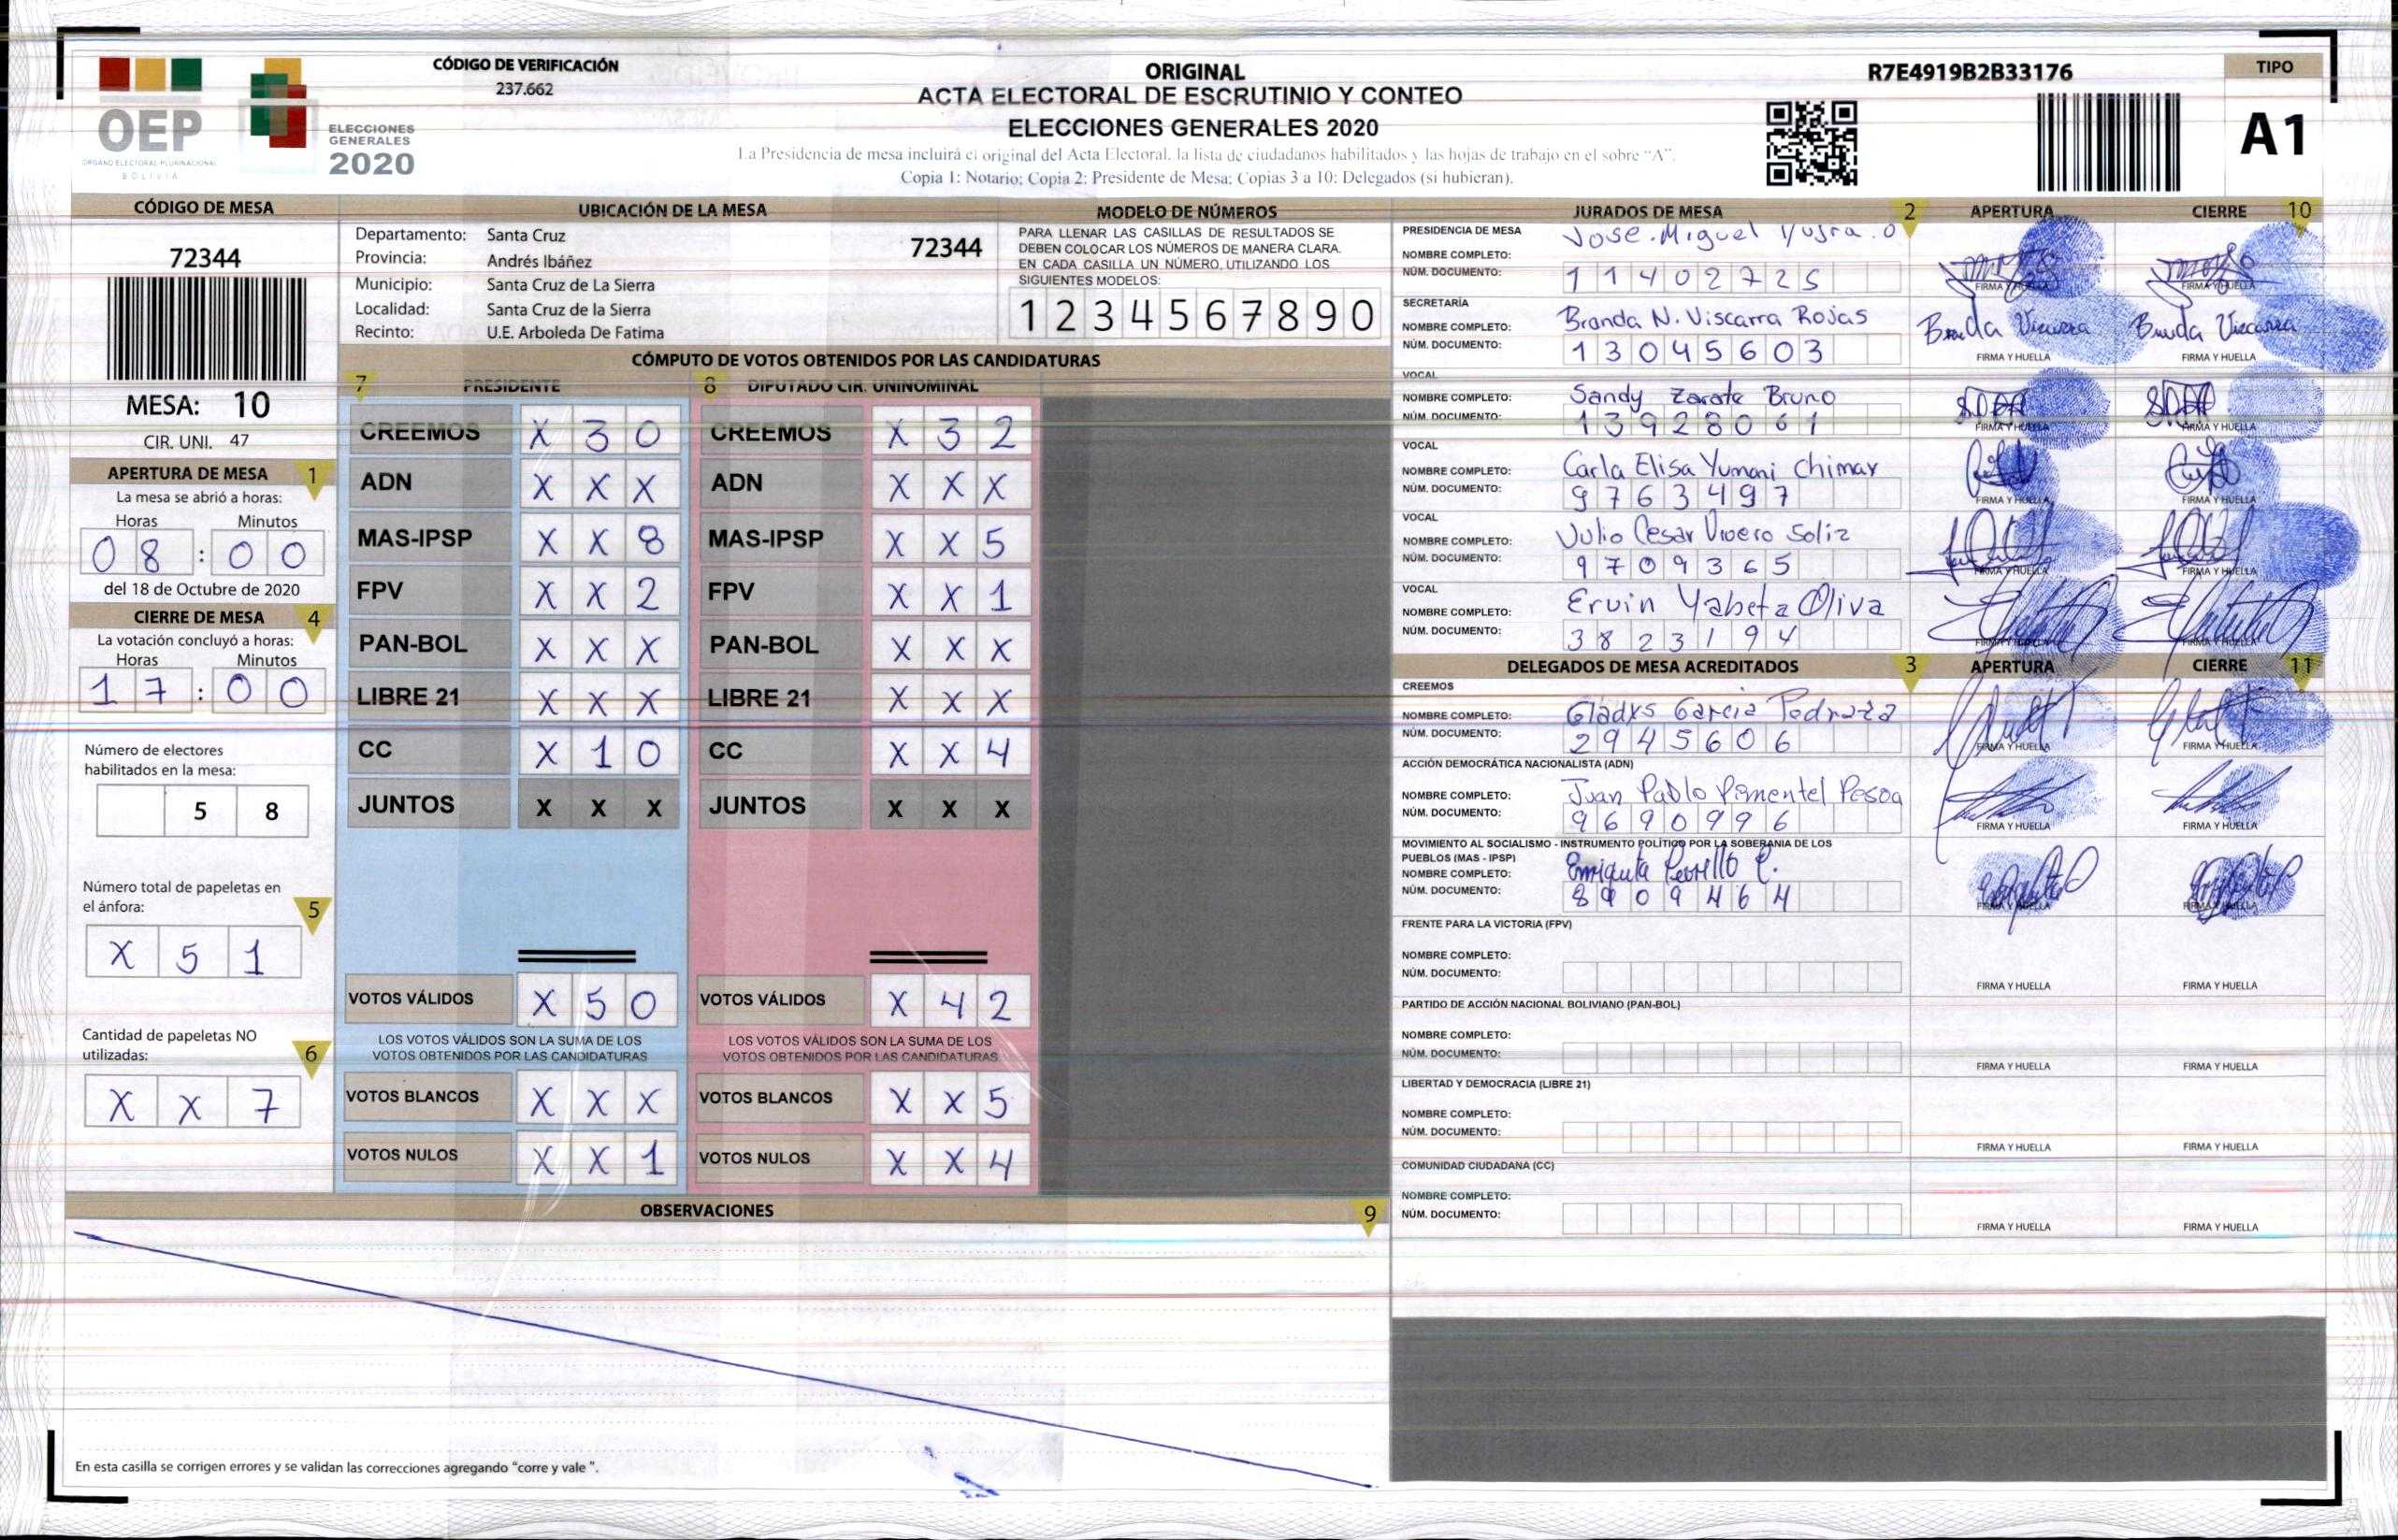 OEP
ÓRGANO ELECTORAL PLURINACIONAL
BOLIVIA
ELECCIONES
GENERALES
2020
CÓDIGO DE VERIFICACIÓN
237.662
ORIGINAL
ACTA ELECTORAL DE ESCRUTINIO Y CONTEO
ELECCIONES GENERALES 2020
La Presidencia de mesa incluirá el original del Acta Electoral, la lista de ciudadanos habilitados y las hojas de trabajo en el sobre "A".
Copia 1: Notario; Copia 2: Presidente de Mesa; Copias 3 a 10: Delegados (si hubieran).
R7E4919B2B33176
TIPO
A1
CÓDIGO DE MESA
72344
MESA: 10
CIR. UNI. 47
APERTURA DE MESA 1
La mesa se abrió a horas:
Horas Minutos
08:00
del 18 de Octubre de 2020
CIERRE DE MESA 4
La votación concluyó a horas:
Horas Minutos
17:00
Número de electores
habilitados en la mesa:
5 8
Número total de papeletas en
el ánfora: 5
X 5 1
Cantidad de papeletas NO
utilizadas: 6
X X 7
UBICACIÓN DE LA MESA
Departamento: Santa Cruz
Provincia: Andrés Ibáñez
Municipio: Santa Cruz de La Sierra
Localidad: Santa Cruz de la Sierra
Recinto: U.E. Arboleda De Fatima
72344
MODELO DE NÚMEROS
PARA LLENAR LAS CASILLAS DE RESULTADOS SE
DEBEN COLOCAR LOS NÚMEROS DE MANERA CLARA.
EN CADA CASILLA UN NÚMERO, UTILIZANDO LOS
SIGUIENTES MODELOS:
1 2 3 4 5 6 7 8 9 0
CÓMPUTO DE VOTOS OBTENIDOS POR LAS CANDIDATURAS
7 PRESIDENTE
CREEMOS X 3 0
ADN X X X
MAS-IPSP X X 8
FPV X X 2
PAN-BOL X X X
LIBRE 21 X X X
CC X 1 0
JUNTOS X X X
VOTOS VÁLIDOS X 5 0
LOS VOTOS VÁLIDOS SON LA SUMA DE LOS
VOTOS OBTENIDOS POR LAS CANDIDATURAS
VOTOS BLANCOS X X X
VOTOS NULOS X X 1
8 DIPUTADO CIR. UNINOMINAL
CREEMOS X 3 2
ADN X X X
MAS-IPSP X X 5
FPV X X 1
PAN-BOL X X X
LIBRE 21 X X X
CC X X 4
JUNTOS X X X
VOTOS VÁLIDOS X 4 2
LOS VOTOS VÁLIDOS SON LA SUMA DE LOS
VOTOS OBTENIDOS POR LAS CANDIDATURAS
VOTOS BLANCOS X X 5
VOTOS NULOS X X 4
OBSERVACIONES 9
En esta casilla se corrigen errores y se validan las correcciones agregando "corre y vale ".
JURADOS DE MESA 2 APERTURA CIERRE 10
PRESIDENCIA DE MESA
NOMBRE COMPLETO: Jose Miguel
NÚM. DOCUMENTO: 11402725
FIRMA Y HUELLA FIRMA Y HUELLA
SECRETARÍA
NOMBRE COMPLETO: Branda N. Viscarra Rojas
NÚM. DOCUMENTO: 13045603
FIRMA Y HUELLA FIRMA Y HUELLA
VOCAL
NOMBRE COMPLETO: Sandy Zarate Bruno
NÚM. DOCUMENTO: 13928061
FIRMA Y HUELLA FIRMA Y HUELLA
VOCAL
NOMBRE COMPLETO: Carla Elisa Yumani Chimay
NÚM. DOCUMENTO: 9763497
FIRMA Y HUELLA FIRMA Y HUELLA
VOCAL
NOMBRE COMPLETO: Julio Cesar Vivero Soliz
NÚM. DOCUMENTO: 9709365
FIRMA Y HUELLA FIRMA Y HUELLA
VOCAL
NOMBRE COMPLETO: Ervin Yabeta Oliva
NÚM. DOCUMENTO: 3823194
FIRMA Y HUELLA FIRMA Y HUELLA
DELEGADOS DE MESA ACREDITADOS 3 APERTURA CIERRE 11
CREEMOS
NOMBRE COMPLETO: Gladys Garcia Pedraza
NÚM. DOCUMENTO: 2945606
FIRMA Y HUELLA FIRMA Y HUELLA
ACCIÓN DEMOCRÁTICA NACIONALISTA (ADN)
NOMBRE COMPLETO: Juan Pablo Pimentel Pesoa
NÚM. DOCUMENTO: 9690996
FIRMA Y HUELLA FIRMA Y HUELLA
MOVIMIENTO AL SOCIALISMO - INSTRUMENTO POLÍTICO POR LA SOBERANIA DE LOS
PUEBLOS (MAS - IPSP)
NOMBRE COMPLETO:
NÚM. DOCUMENTO: 8909464
FIRMA Y HUELLA FIRMA Y HUELLA
FRENTE PARA LA VICTORIA (FPV)
NOMBRE COMPLETO:
NÚM. DOCUMENTO:
FIRMA Y HUELLA FIRMA Y HUELLA
PARTIDO DE ACCIÓN NACIONAL BOLIVIANO (PAN-BOL)
NOMBRE COMPLETO:
NÚM. DOCUMENTO:
FIRMA Y HUELLA FIRMA Y HUELLA
LIBERTAD Y DEMOCRACIA (LIBRE 21)
NOMBRE COMPLETO:
NÚM. DOCUMENTO:
FIRMA Y HUELLA FIRMA Y HUELLA
COMUNIDAD CIUDADANA (CC)
NOMBRE COMPLETO:
NÚM. DOCUMENTO:
FIRMA Y HUELLA FIRMA Y HUELLA